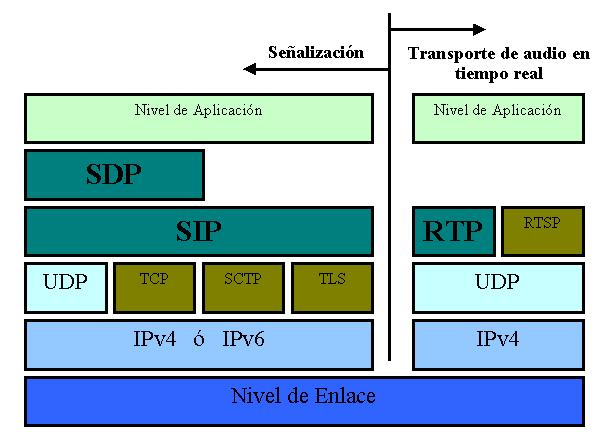 Señalización
Transporte de audio en
tiempo real
Nivel de Aplicación
Nivel de Aplicación
SDP
SIP
RTP
RTSP
UDP
TCP
SCTP
TLS
UDP
IPv4 ó IPv6
IPv4
Nivel de Enlace